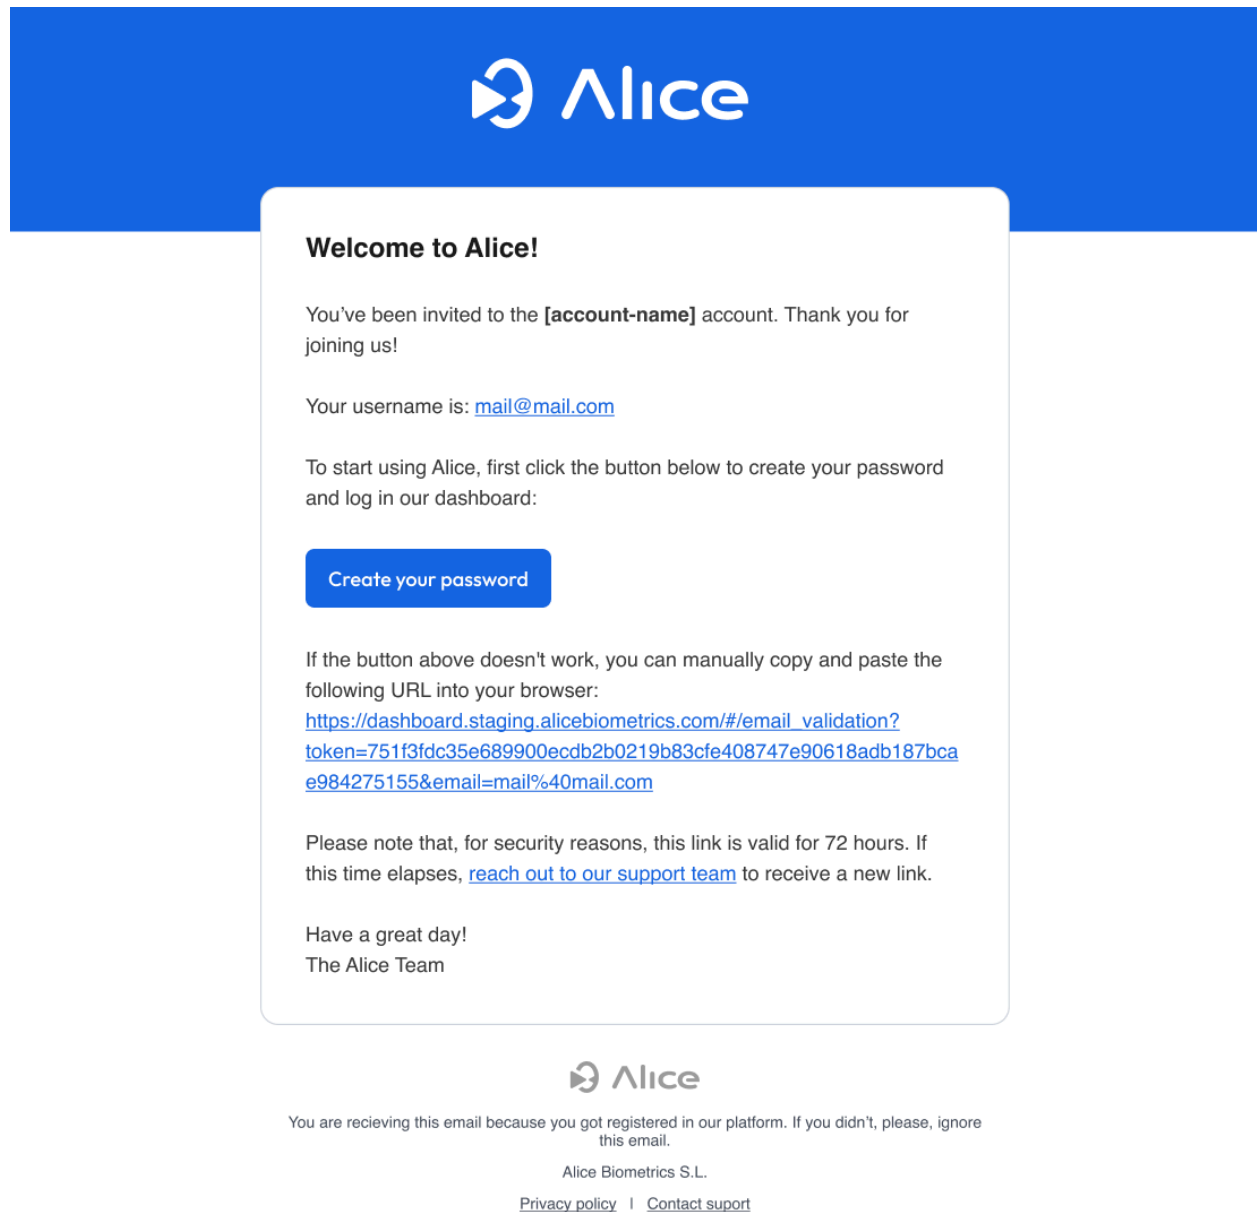 Alice
Welcome to Alice!
You’ve been invited to the [account-name] account. Thank you for
joining us!
Your username is: mail@mail.com
To start using Alice, first click the button below to create your password
and log in our dashboard:
Create your password
If the button above doesn't work, you can manually copy and paste the
following URL into your browser:
https://dashboard.staging.alicebiometrics.com/#/email_validation?
token=751f3fdc35e689900ecdb2b0219b83cfe408747e90618adb187bca
e984275155&email=mail%40mail.com
Please note that, for security reasons, this link is valid for 72 hours. If
this time elapses, reach out to our support team to receive a new link.
Have a great day!
The Alice Team
Alice
You are recieving this email because you got registered in our platform. If you didn’t, please, ignore
this email.
Alice Biometrics S.L.
Privacy policy | Contact suport